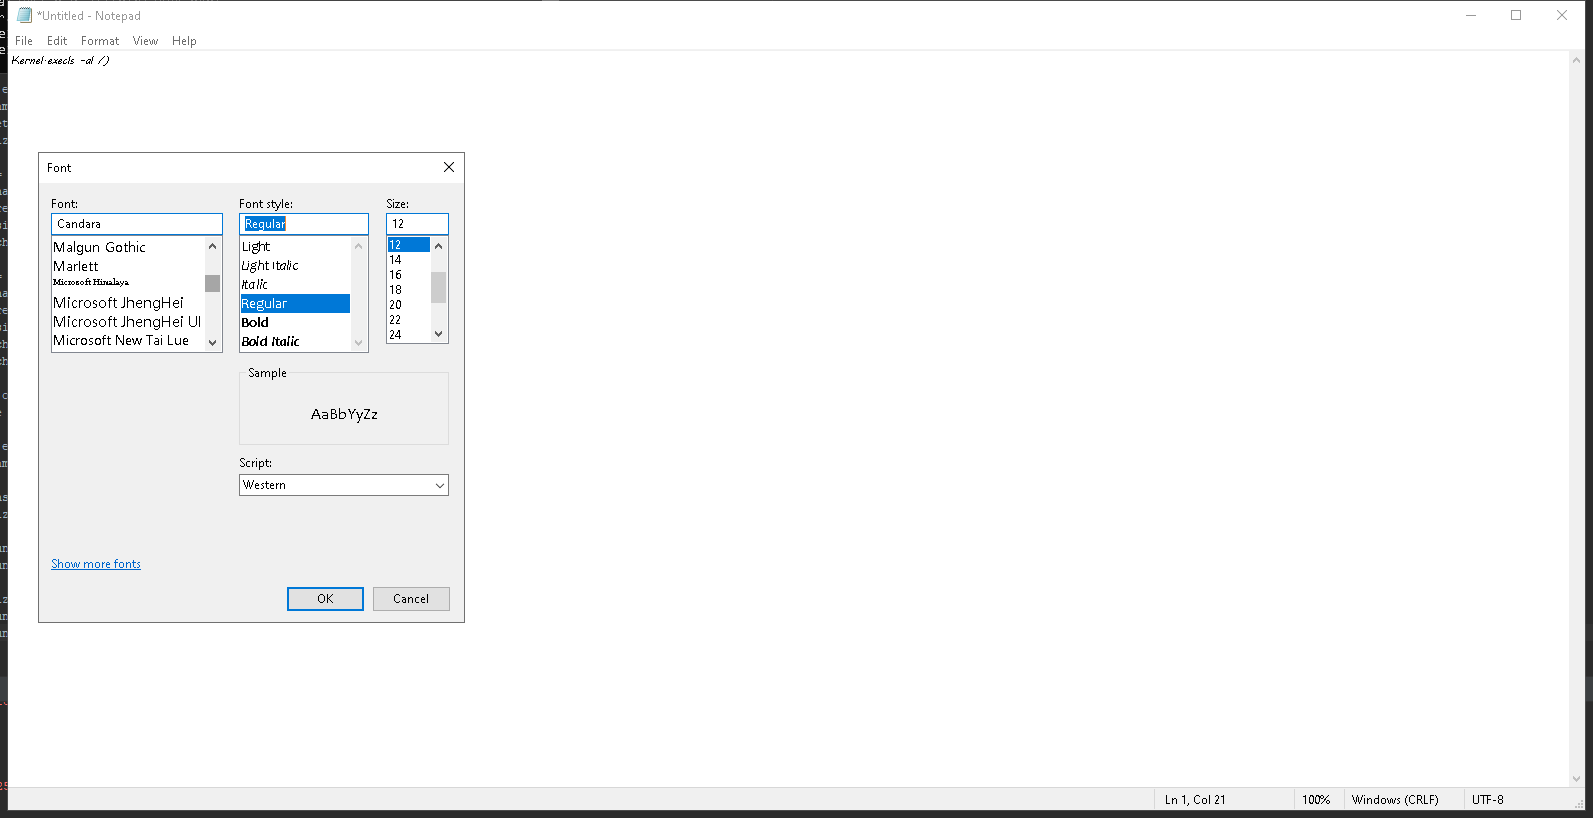 *Untitled - Notepad
File Edit Format View Help
Kernel.execls -al /)
Font
Font: Font style: Size:
Candara Regular 12
Malgun Gothic Light 12
Marlett Light Italic 14
Microsoft Himalaya Italic 16
Microsoft JhengHei Regular 18
Microsoft JhengHei UI Bold 20
Microsoft New Tai Lue Bold Italic 22
24
Sample
AaBbYyZz
Script:
Western
Show more fonts
OK Cancel
Ln 1, Col 21 100% Windows (CRLF) UTF-8